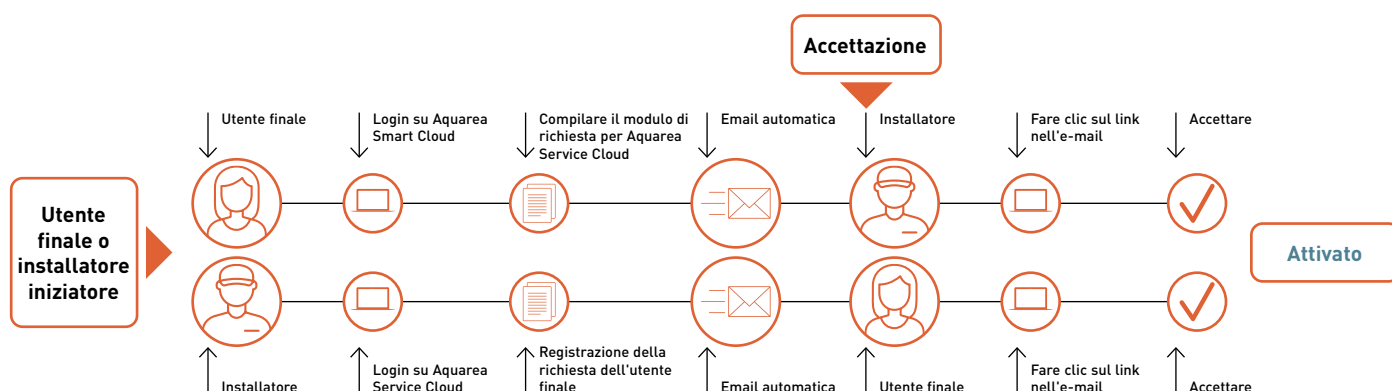 Accettazione
Utente finale
Login su Aquarea
Smart Cloud
Compilare il modulo di
richiesta per Aquarea
Service Cloud
Email automatica
Installatore
Fare clic sul link
nell'e-mail
Accettare
Utente
finale o
installatore
iniziatore
Attivato
Installatore
Login su Aquarea
Service Cloud
Registrazione della
richiesta dell'utente
finale
Email automatica
Utente finale
Fare clic sul link
nell'e-mail
Accettare